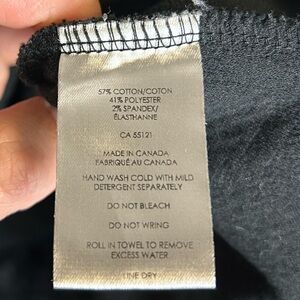 57% COTTON/COTON
41% POLYESTER
2% SPANDEX/
ÉLASTHANNE
CA 55121
MADE IN CANADA
FABRIQUÉ AU CANADA
HAND WASH COLD WITH MILD
DETERGENT SEPARATELY
DO NOT BLEACH
DO NOT WRING
ROLL IN TOWEL TO REMOVE
EXCESS WATER
LINE DRY